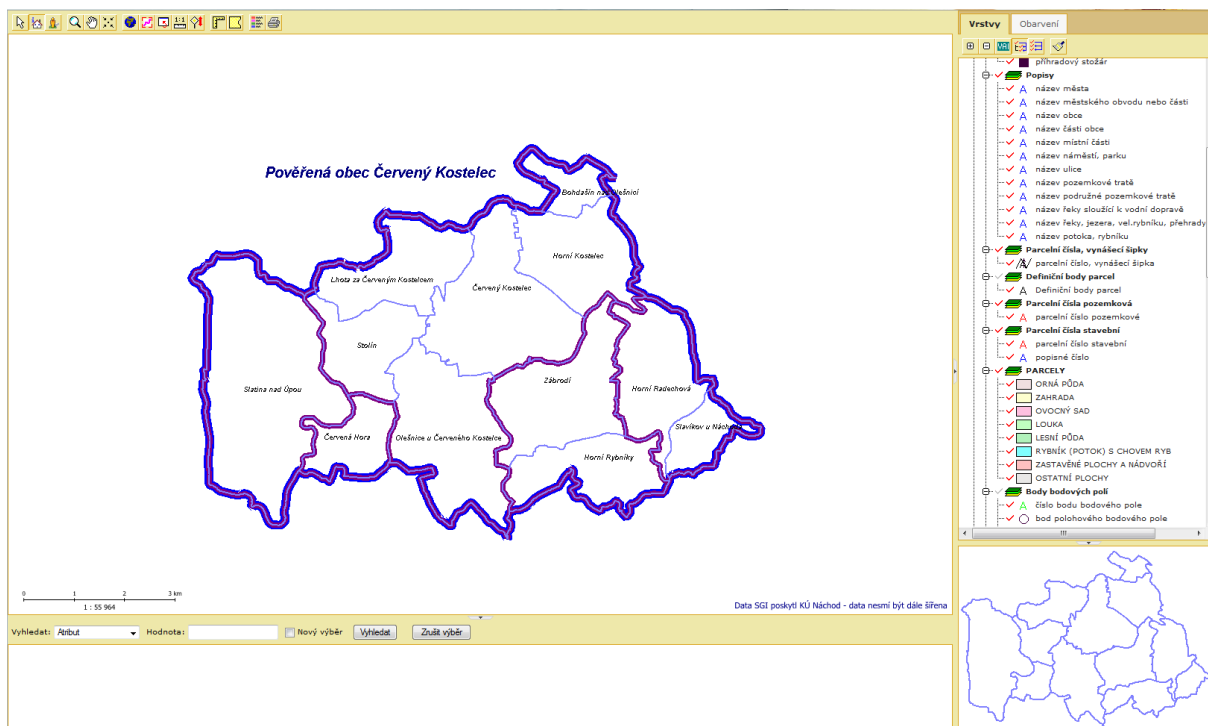 Vrstvy Obarvení
příhradový stožár
Popisy
název města
název městského obvodu nebo části
název obce
název části obce
název místní části
název náměstí, parku
název ulice
název pozemkové tratě
název podružné pozemkové tratě
název řeky sloužící k vodní dopravě
název řeky, jezera, vel.rybníku, přehrady
název potoka, rybníku
Parcelní čísla, vynášecí šipky
parcelní číslo, vynášecí šipka
Definiční body parcel
Definiční body parcel
Parcelní čísla pozemková
parcelní číslo pozemkové
Parcelní čísla stavební
parcelní číslo stavební
popisné číslo
PARCELY
ORNÁ PŮDA
ZAHRADA
OVOCNÝ SAD
LOUKA
LESNÍ PŮDA
RYBNÍK (POTOK) S CHOVEM RYB
ZASTAVĚNÉ PLOCHY A NÁDVOŘÍ
OSTATNÍ PLOCHY
Body bodových polí
číslo bodu bodového pole
bod polohového bodového pole
Pověřená obec Červený Kostelec
Bohdašín nad Olešnicí
Horní Kostelec
Lhota za Červeným Kostelcem
Červený Kostelec
Stolín
Zábrodí
Slatina nad Úpou
Horní Radechová
Slavíkov u Náchoda
Červená Hora
Olešnice u Červeného Kostelce
Horní Rybníky
0 1 2 3 km
1 : 55 964
Data SGI poskytl KÚ Náchod - data nesmí být dále šířena
Vyhledat: Atribut Hodnota: Nový výběr Vyhledat Zrušit výběr